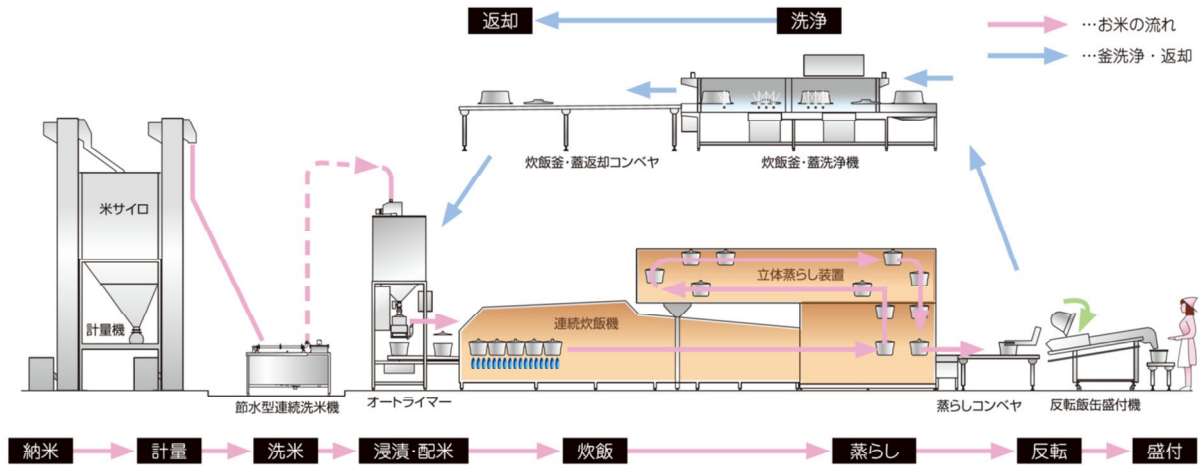 返却
洗浄
…お米の流れ
…釜洗浄・返却
炊飯釜・蓋返却コンベヤ
炊飯釜・蓋洗浄機
米サイロ
計量機
立体蒸らし装置
連続炊飯機
節水型連続洗米機
オートライマー
蒸らしコンベヤ
反転飯缶盛付機
納米
計量
洗米
浸漬・配米
炊飯
蒸らし
反転
盛付